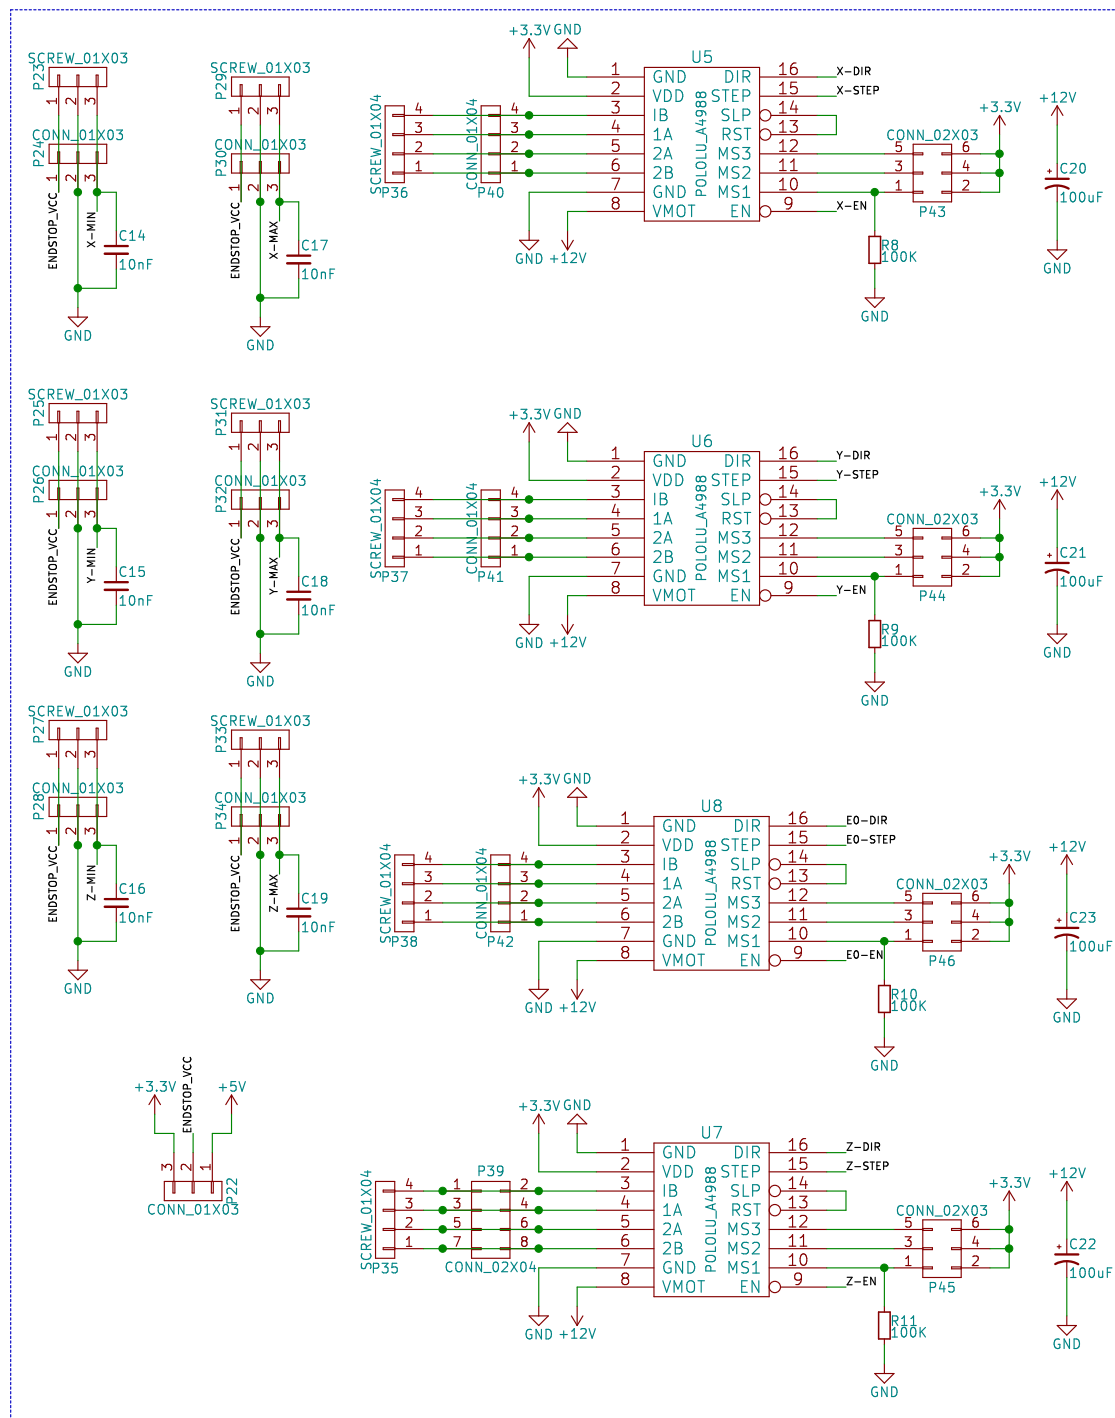 SCREW_01X03
P23
1 2 3
CONN_01X03
P24
1 2 3
ENDSTOP_VCC
X-MIN
C14
10nF
GND
SCREW_01X03
P29
1 2 3
CONN_01X03
P30
1 2 3
ENDSTOP_VCC
X-MAX
C17
10nF
GND
SCREW_01X04
P36
4
3
2
1
CONN_01X04
P40
4
3
2
1
+3.3V GND
U5
POLOLU_A4988
1 GND DIR 16 X-DIR
2 VDD STEP 15 X-STEP
3 IB SLP 14
4 1A RST 13
5 2A MS3 12
6 2B MS2 11
7 GND MS1 10
8 VMOT EN 9 X-EN
GND +12V
+3.3V
CONN_02X03
5 6
3 4
1 2
P43
R8
100K
GND
+12V
C20
100uF
GND
SCREW_01X03
P25
1 2 3
CONN_01X03
P26
1 2 3
ENDSTOP_VCC
Y-MIN
C15
10nF
GND
SCREW_01X03
P31
1 2 3
CONN_01X03
P32
1 2 3
ENDSTOP_VCC
Y-MAX
C18
10nF
GND
SCREW_01X04
P37
4
3
2
1
CONN_01X04
P41
4
3
2
1
+3.3V GND
U6
POLOLU_A4988
1 GND DIR 16 Y-DIR
2 VDD STEP 15 Y-STEP
3 IB SLP 14
4 1A RST 13
5 2A MS3 12
6 2B MS2 11
7 GND MS1 10
8 VMOT EN 9 Y-EN
GND +12V
+3.3V
CONN_02X03
5 6
3 4
1 2
P44
R9
100K
GND
+12V
C21
100uF
GND
SCREW_01X03
P27
1 2 3
CONN_01X03
P28
1 2 3
ENDSTOP_VCC
Z-MIN
C16
10nF
GND
SCREW_01X03
P33
1 2 3
CONN_01X03
P34
1 2 3
ENDSTOP_VCC
Z-MAX
C19
10nF
GND
SCREW_01X04
P38
4
3
2
1
CONN_01X04
P42
4
3
2
1
+3.3V GND
U8
POLOLU_A4988
1 GND DIR 16 E0-DIR
2 VDD STEP 15 E0-STEP
3 IB SLP 14
4 1A RST 13
5 2A MS3 12
6 2B MS2 11
7 GND MS1 10
8 VMOT EN 9 E0-EN
GND +12V
+3.3V
CONN_02X03
5 6
3 4
1 2
P46
R10
100K
GND
+12V
C23
100uF
GND
+3.3V
ENDSTOP_VCC
+5V
3 2 1
P22
CONN_01X03
SCREW_01X04
P35
4
3
2
1
P39
1 2
3 4
5 6
7 8
CONN_02X04
+3.3V GND
U7
POLOLU_A4988
1 GND DIR 16 Z-DIR
2 VDD STEP 15 Z-STEP
3 IB SLP 14
4 1A RST 13
5 2A MS3 12
6 2B MS2 11
7 GND MS1 10
8 VMOT EN 9 Z-EN
GND +12V
+3.3V
CONN_02X03
5 6
3 4
1 2
P45
R11
100K
GND
+12V
C22
100uF
GND